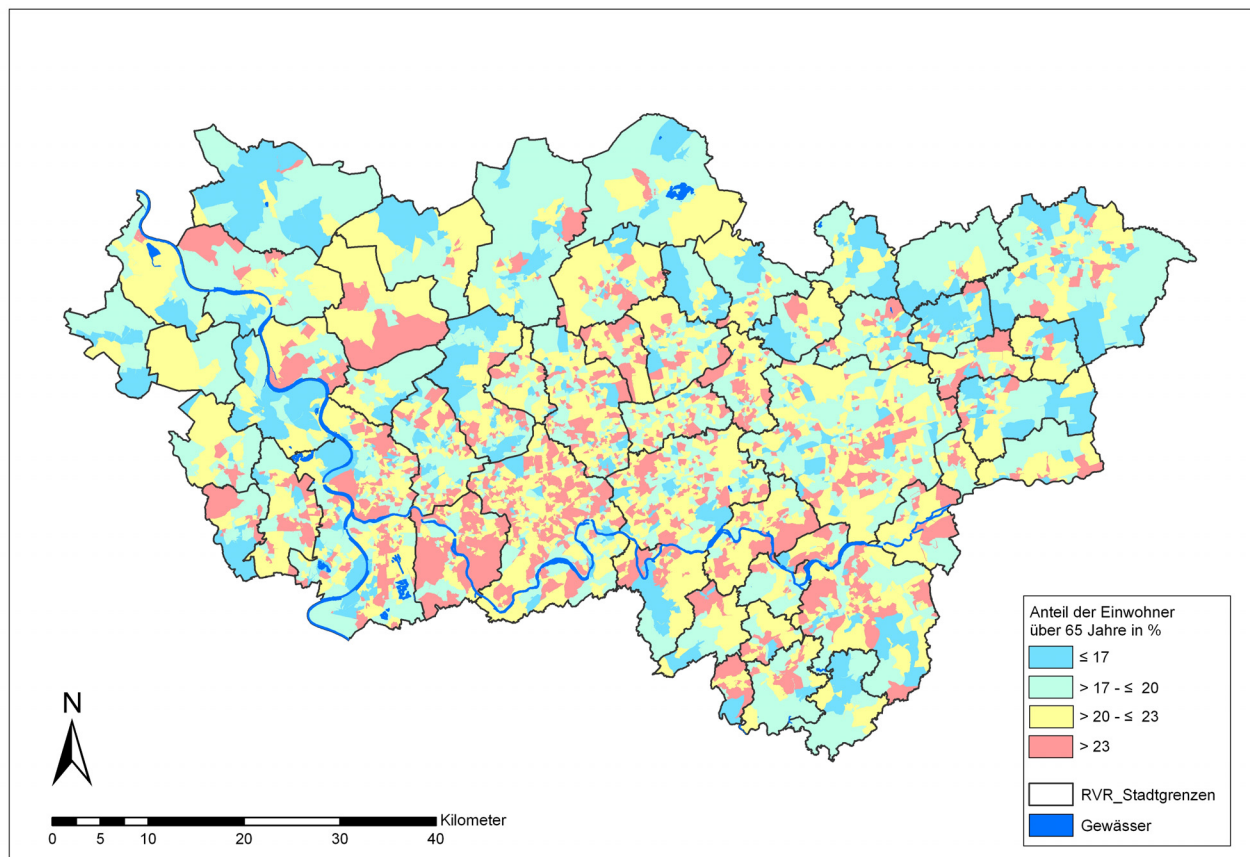 Anteil der Einwohner
über 65 Jahre in %
≤ 17
> 17 - ≤ 20
> 20 - ≤ 23
> 23
RVR_Stadtgrenzen
Gewässer
N
Kilometer
0 5 10 20 30 40